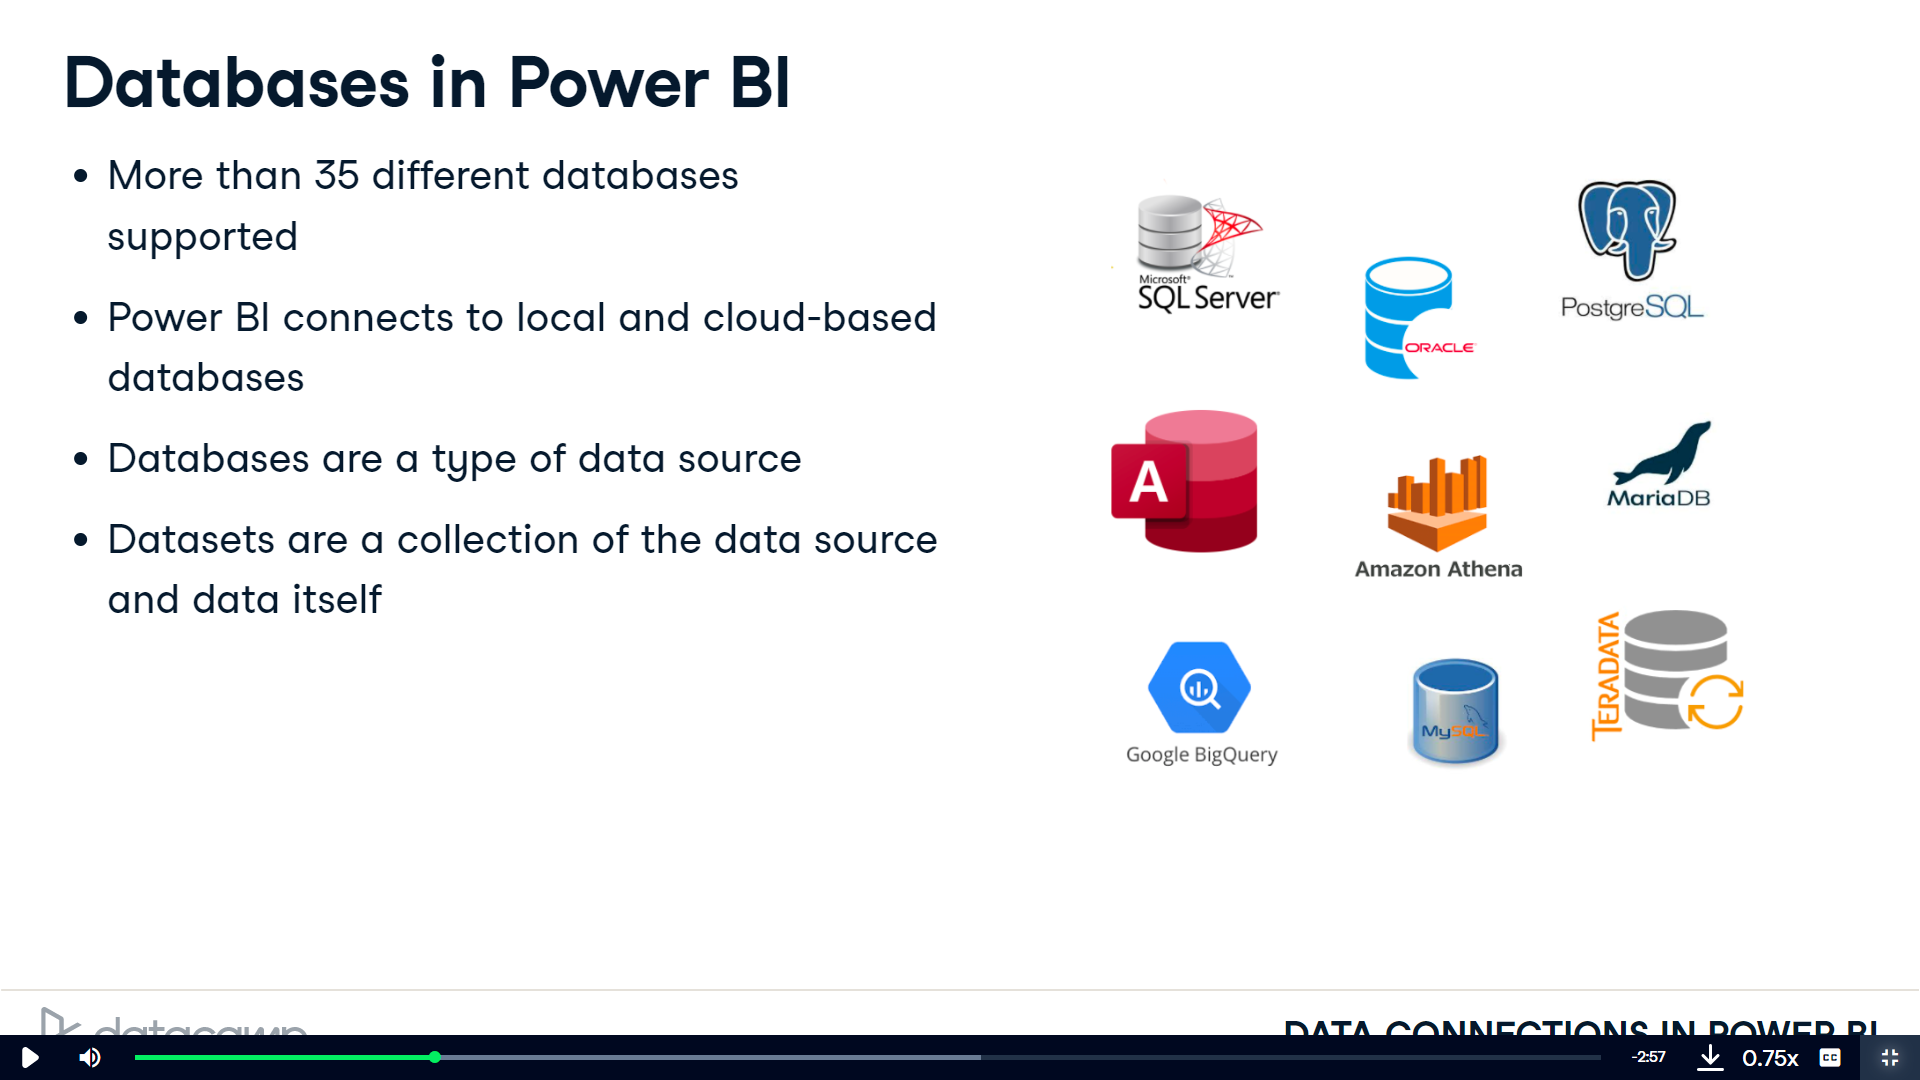 Databases in Power BI
More than 35 different databases
supported
Power BI connects to local and cloud-based
databases
Databases are a type of data source
Datasets are a collection of the data source
and data itself
Microsoft®
SQL Server®
ORACLE™
PostgreSQL
A
Amazon Athena
MariaDB
Google BigQuery
MySQL
TERADATA
datacamp
DATA CONNECTIONS IN POWER BI
-2:57
0.75x
CC